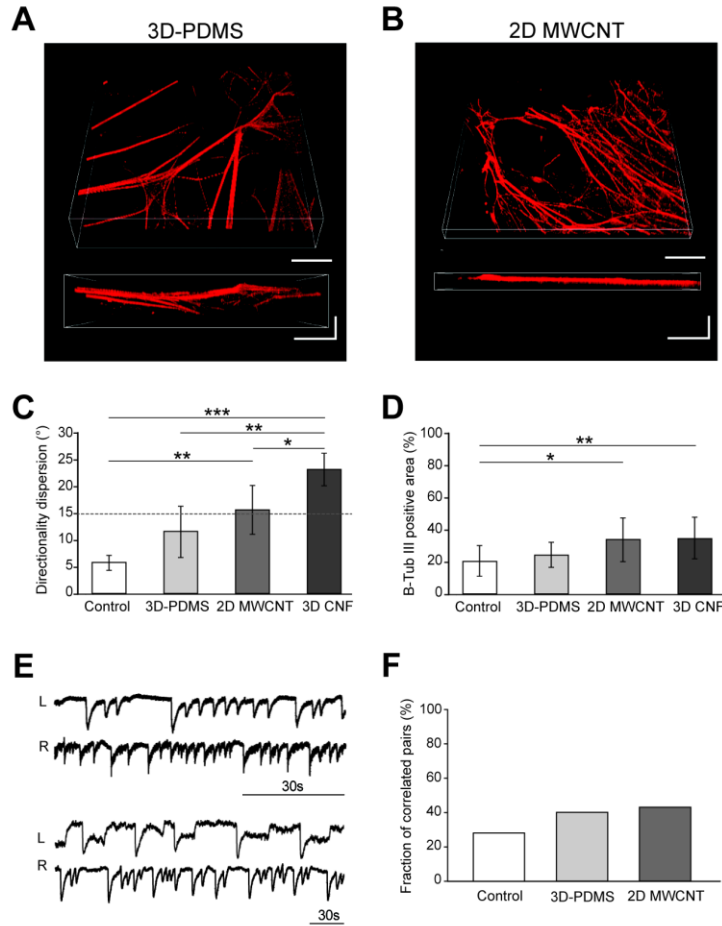 A
3D-PDMS
B
2D MWCNT
C
Directionality dispersion (°)
30
25
20
15
10
5
0
***
**
*
**
Control 3D-PDMS 2D MWCNT 3D CNF
D
B-Tub III positive area (%)
100
80
60
40
20
0
**
*
Control 3D-PDMS 2D MWCNT 3D CNF
E
L
R
30s
L
R
30s
F
Fraction of correlated pairs (%)
100
80
60
40
20
0
Control 3D-PDMS 2D MWCNT